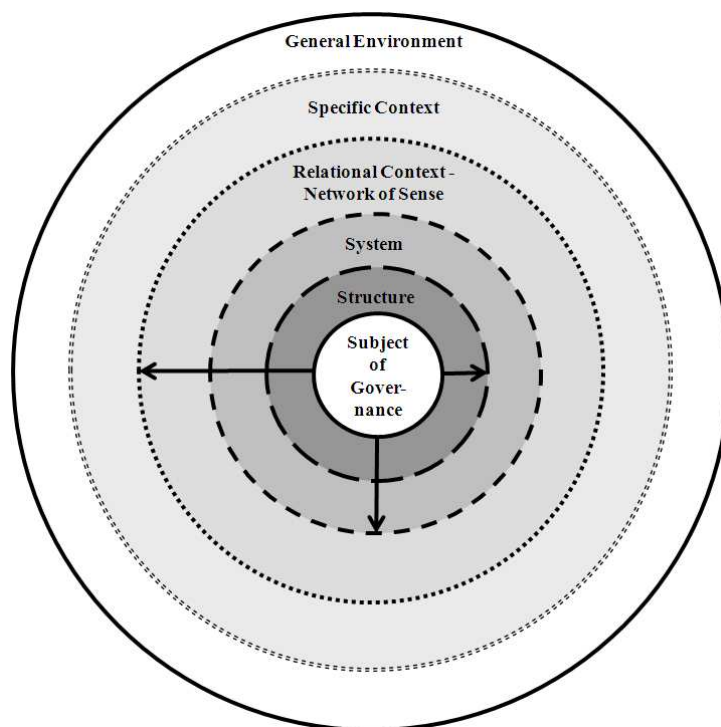 General Environment
Specific Context
Relational Context -
Network of Sense
System
Structure
Subject
of
Gover-
nance